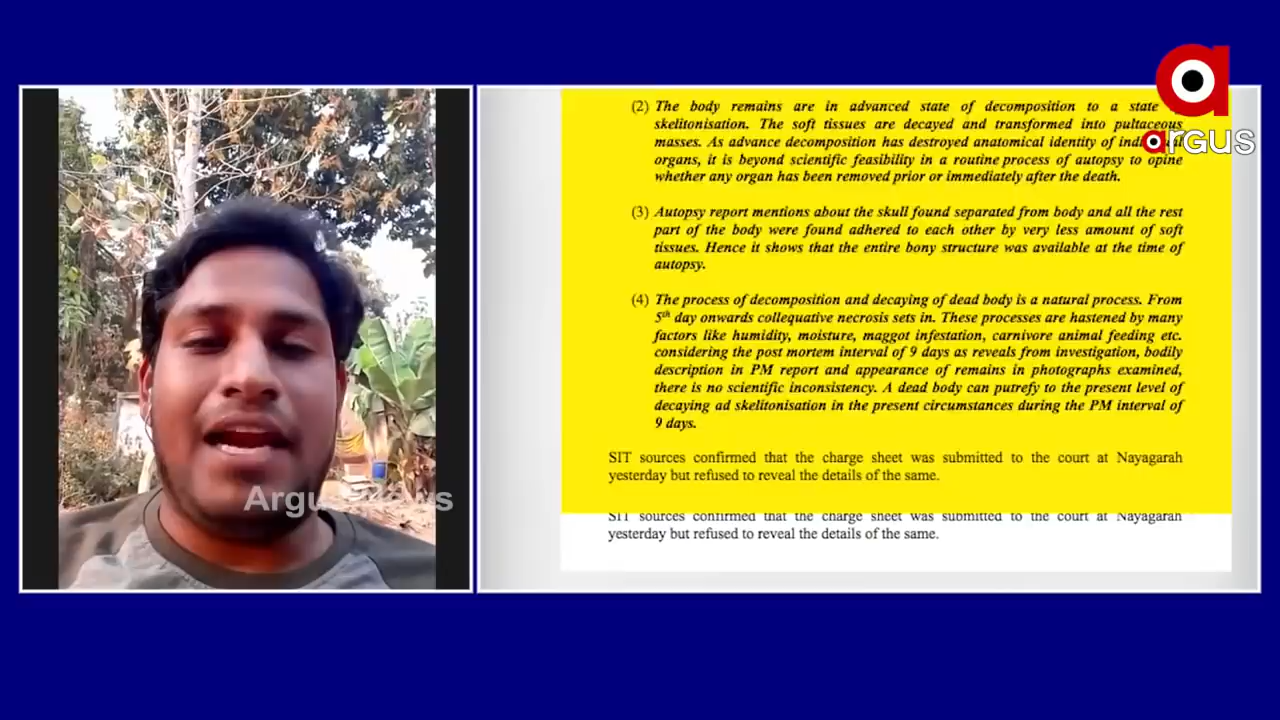 (2) The body remains are in advanced state of decomposition to a state
skelitonisation. The soft tissues are decayed and transformed into pultaceous
masses. As advance decomposition has destroyed anatomical identity of
organs, it is beyond scientific feasibility in a routine process of autopsy to opine
whether any organ has been removed prior or immediately after the death.
(3) Autopsy report mentions about the skull found separated from body and all the rest
part of the body were found adhered to each other by very less amount of soft
tissues. Hence it shows that the entire bony structure was available at the time of
autopsy.
(4) The process of decomposition and decaying of dead body is a natural process. From
5th day onwards collequative necrosis sets in. These processes are hastened by many
factors like humidity, moisture, maggot infestation, carnivore animal feeding etc.
considering the post mortem interval of 9 days as reveals from investigation, bodily
description in PM report and appearance of remains in photographs examined,
there is no scientific inconsistency. A dead body can putrefy to the present level of
decaying ad skelitonisation in the present circumstances during the PM interval of
9 days.
SIT sources confirmed that the charge sheet was submitted to the court at Nayagarah
yesterday but refused to reveal the details of the same.
SIT sources confirmed that the charge sheet was submitted to the court at Nayagarah
yesterday but refused to reveal the details of the same.
argus
Argus News